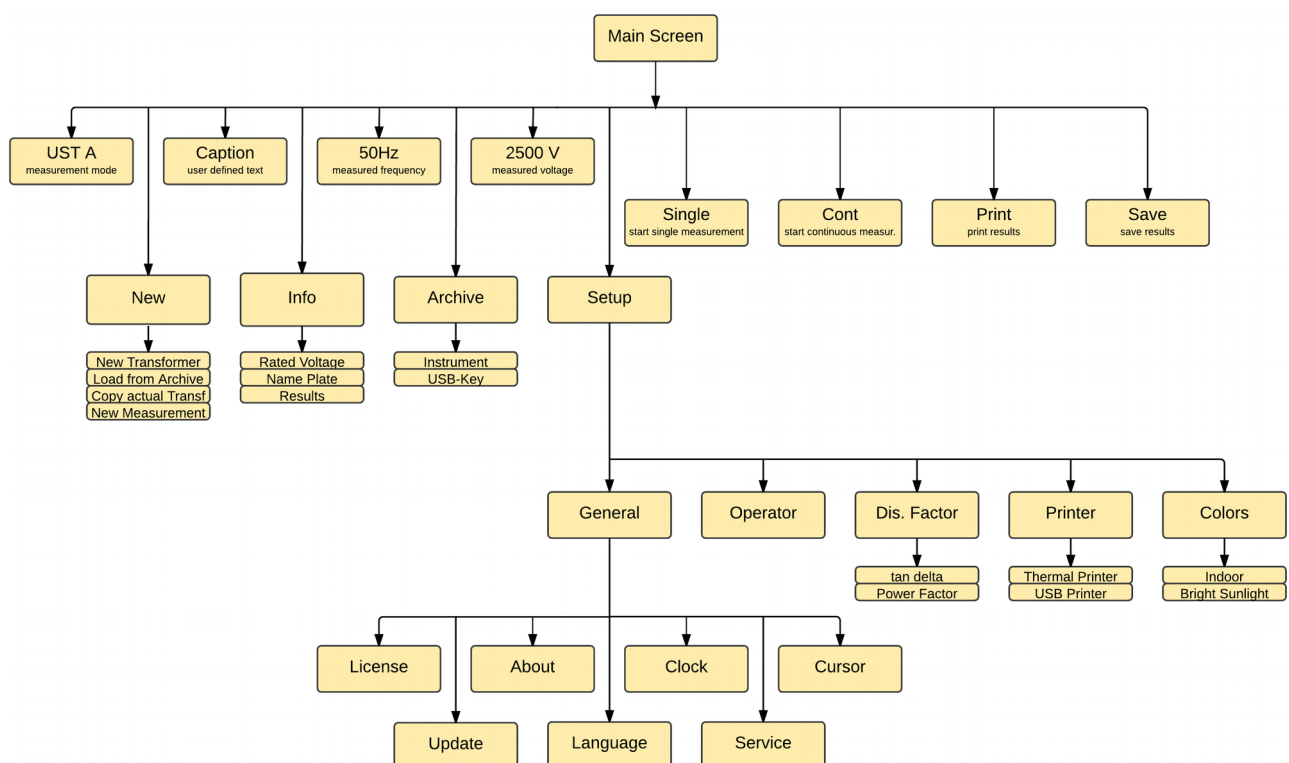 Main Screen
UST A
measurement mode
Caption
user defined text
50Hz
measured frequency
2500 V
measured voltage
Single
start single measurement
Cont
start continuous measur.
Print
print results
Save
save results
New
Info
Archive
Setup
New Transformer
Load from Archive
Copy actual Transf
New Measurement
Rated Voltage
Name Plate
Results
Instrument
USB-Key
General
Operator
Dis. Factor
Printer
Colors
tan delta
Power Factor
Thermal Printer
USB Printer
Indoor
Bright Sunlight
License
About
Clock
Cursor
Update
Language
Service